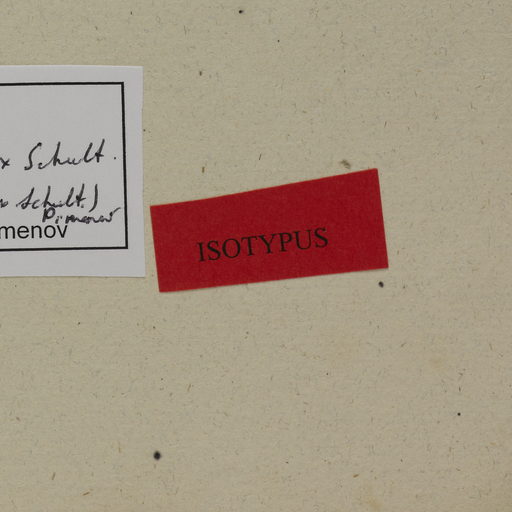 x Schult.
x Schult.)
Pimenov
menov
ISOTYPUS